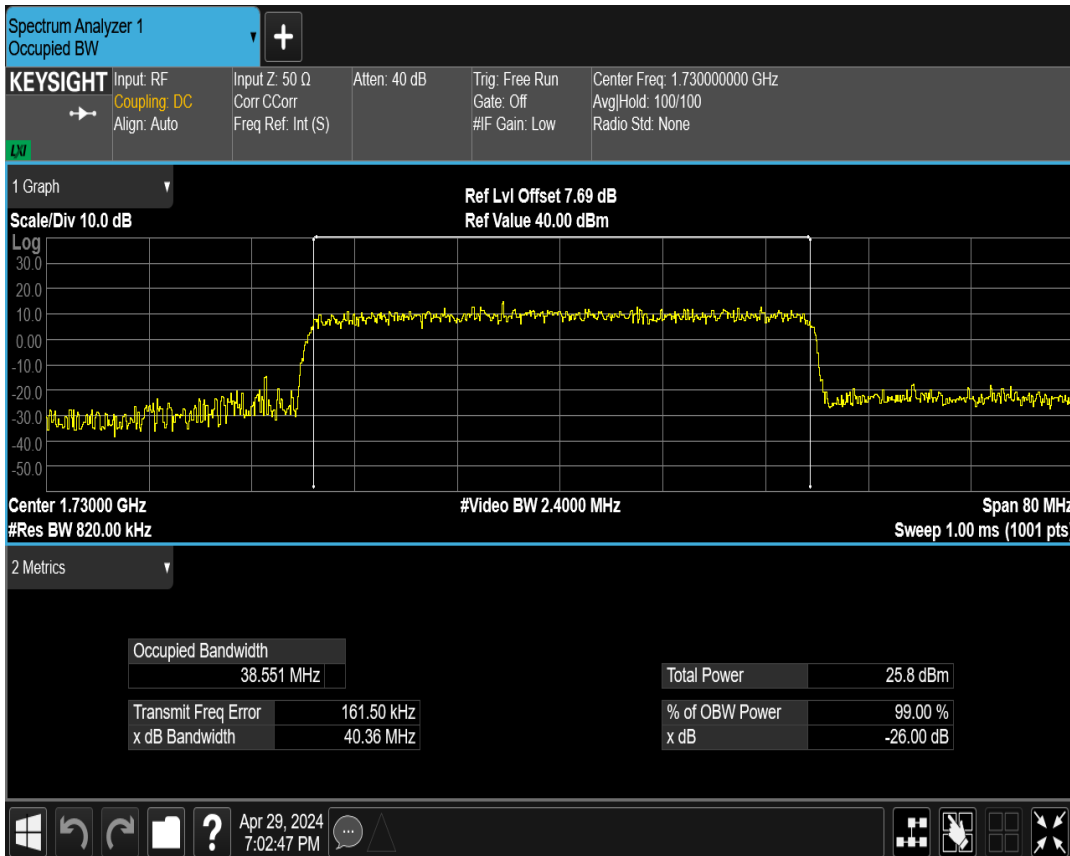 Spectrum Analyzer 1
Occupied BW
+
KEYSIGHT
LXI
Input: RF
Coupling: DC
Align: Auto
Input Z: 50 Ω
Corr CCorr
Freq Ref: Int (S)
Atten: 40 dB
Trig: Free Run
Gate: Off
#IF Gain: Low
Center Freq: 1.730000000 GHz
Avg|Hold: 100/100
Radio Std: None
1 Graph
Scale/Div 10.0 dB
Ref Lvl Offset 7.69 dB
Ref Value 40.00 dBm
Log
30.0
20.0
10.0
0.00
-10.0
-20.0
-30.0
-40.0
-50.0
Center 1.73000 GHz
#Video BW 2.4000 MHz
Span 80 MHz
#Res BW 820.00 kHz
Sweep 1.00 ms (1001 pts)
2 Metrics
Occupied Bandwidth
38.551 MHz
Total Power 25.8 dBm
Transmit Freq Error 161.50 kHz
% of OBW Power 99.00 %
x dB Bandwidth 40.36 MHz
x dB -26.00 dB
?
Apr 29, 2024
7:02:47 PM